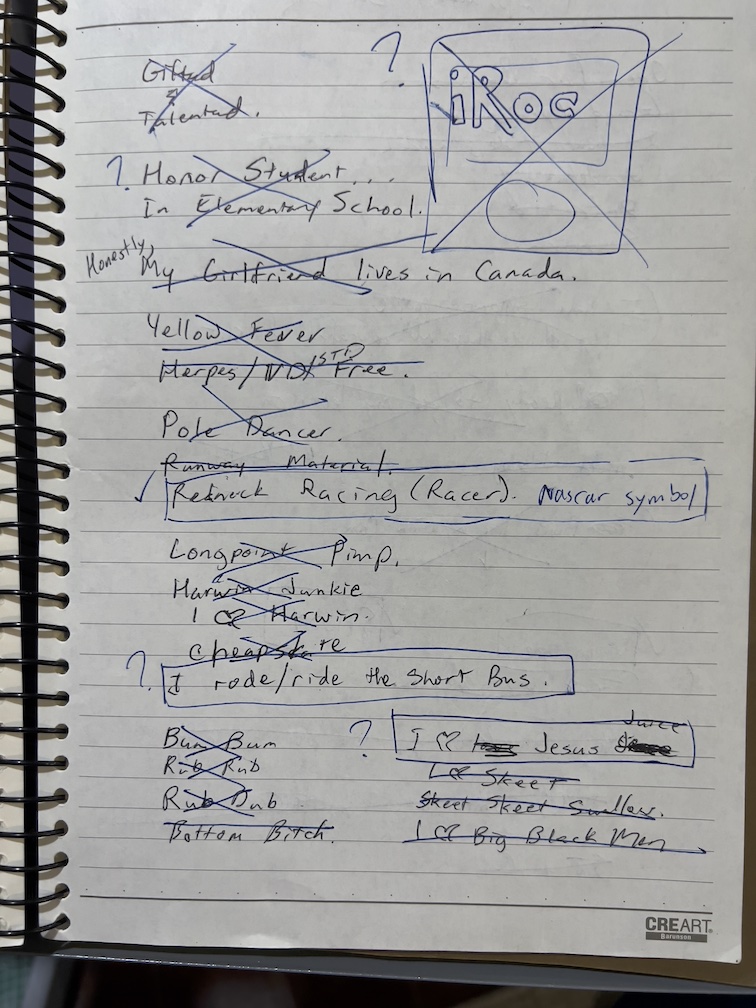 Gifted
&
Talented.
?
iRoc
? Honor Student...
In Elementary School.
Honestly,
My Girlfriend lives in Canada.
Yellow Fever
Herpes/VD/STD Free.
Pole Dancer.
Runway Material.
✓ Redneck Racing (Racer). Nascar symbol
Longpoint Pimp.
Harwin Junkie
I ♡ Harwin.
Cheapskate
? I rode/ride the Short Bus.
Bum Bum
Rub Rub
Rub Dub
Bottom Bitch.
? I ♡ Jesus Juice
I ♡ Skeet
Skeet Skeet Swallow.
I ♡ Big Black Men
CREART
Baronson